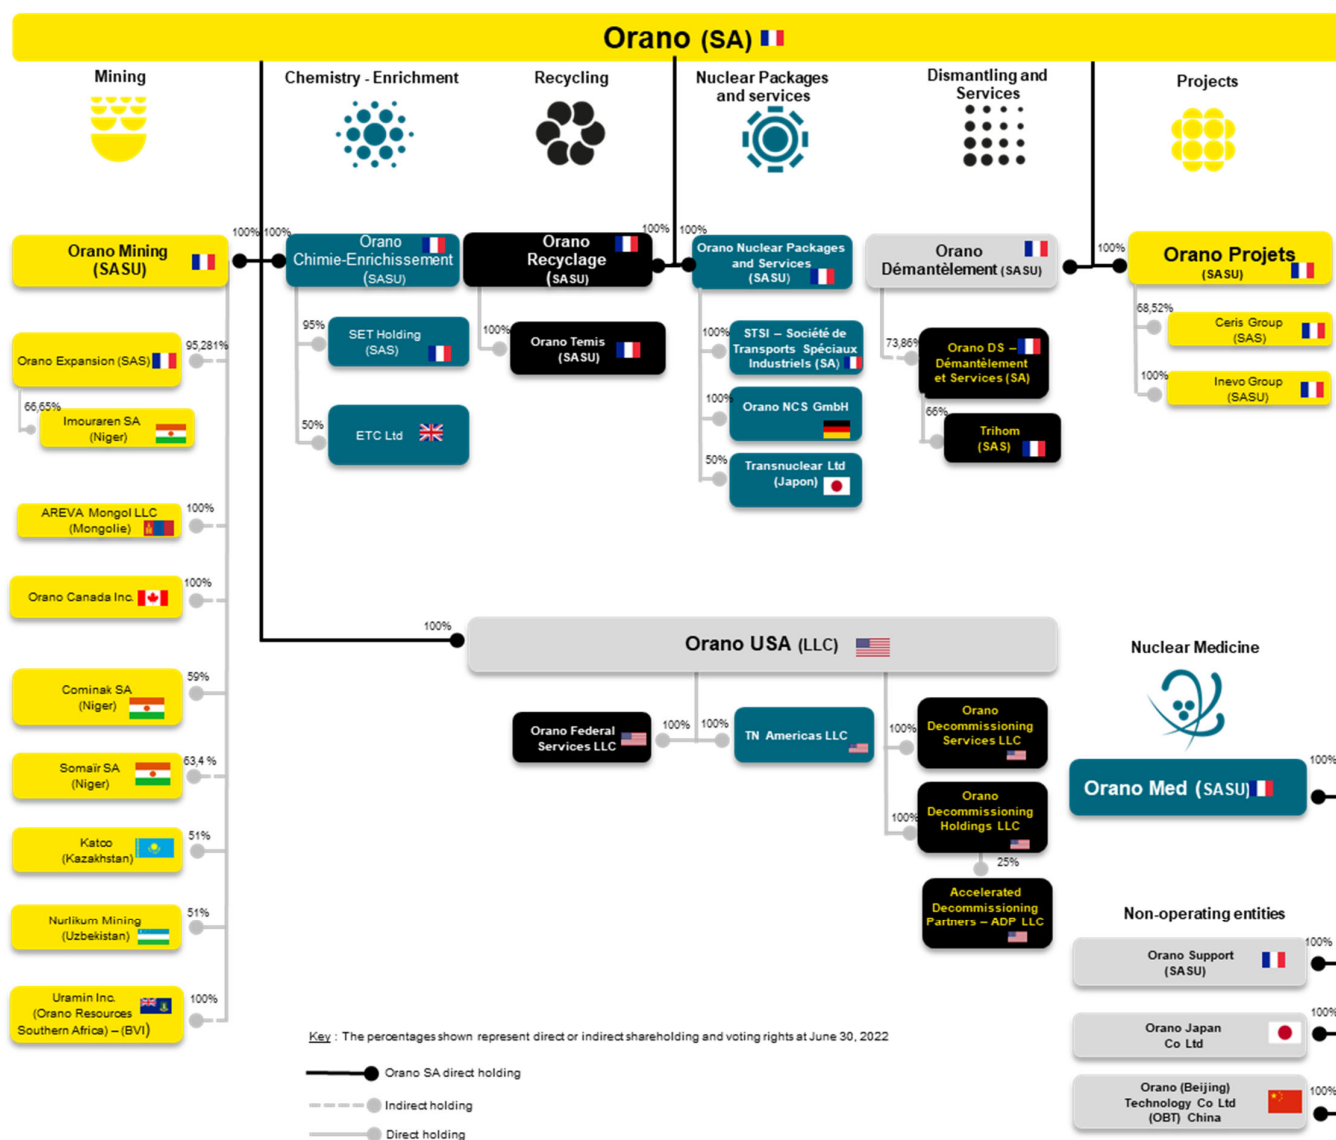 Orano (SA)
Mining
Chemistry - Enrichment
Recycling
Nuclear Packages
and services
Dismantling and
Services
Projects
100%
100%
100%
100%
100%
Orano Mining
(SASU)
Orano
Chimie-Enrichissement
(SASU)
Orano
Recyclage
(SASU)
Orano Nuclear Packages
and Services
(SASU)
Orano
Démantèlement (SASU)
Orano Projets
(SASU)
95,281%
Orano Expansion (SAS)
66,65%
Imouraren SA
(Niger)
100%
AREVA Mongol LLC
(Mongolie)
100%
Orano Canada Inc.
59%
Cominak SA
(Niger)
63,4 %
Somaïr SA
(Niger)
51%
Katco
(Kazakhstan)
51%
Nurlikum Mining
(Uzbekistan)
100%
Uramin Inc.
(Orano Resources
Southern Africa) – (BVI)
95%
SET Holding
(SAS)
50%
ETC Ltd
100%
Orano Temis
(SASU)
100%
STSI – Société de
Transports Spéciaux
Industriels (SA)
100%
Orano NCS GmbH
50%
Transnuclear Ltd
(Japon)
73,86%
Orano DS –
Démantèlement
et Services (SA)
66%
Trihom
(SAS)
68,52%
Ceris Group
(SAS)
100%
Inevo Group
(SASU)
100%
Orano USA (LLC)
Orano Federal
Services LLC
100%
100%
TN Americas LLC
100%
Orano
Decommissioning
Services LLC
100%
Orano
Decommissioning
Holdings LLC
25%
Accelerated
Decommissioning
Partners – ADP LLC
Nuclear Medicine
100%
Orano Med (SASU)
Non-operating entities
100%
Orano Support
(SASU)
100%
Orano Japan
Co Ltd
100%
Orano (Beijing)
Technology Co Ltd
(OBT) China
Key : The percentages shown represent direct or indirect shareholding and voting rights at June 30, 2022
Orano SA direct holding
Indirect holding
Direct holding